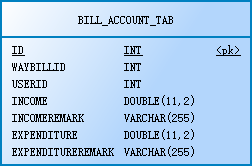 BILL_ACCOUNT_TAB
ID INT <pk>
WAYBILLID INT
USERID INT
INCOME DOUBLE(11,2)
INCOMEREMARK VARCHAR(255)
EXPENDITURE DOUBLE(11,2)
EXPENDITUREREMARK VARCHAR(255)